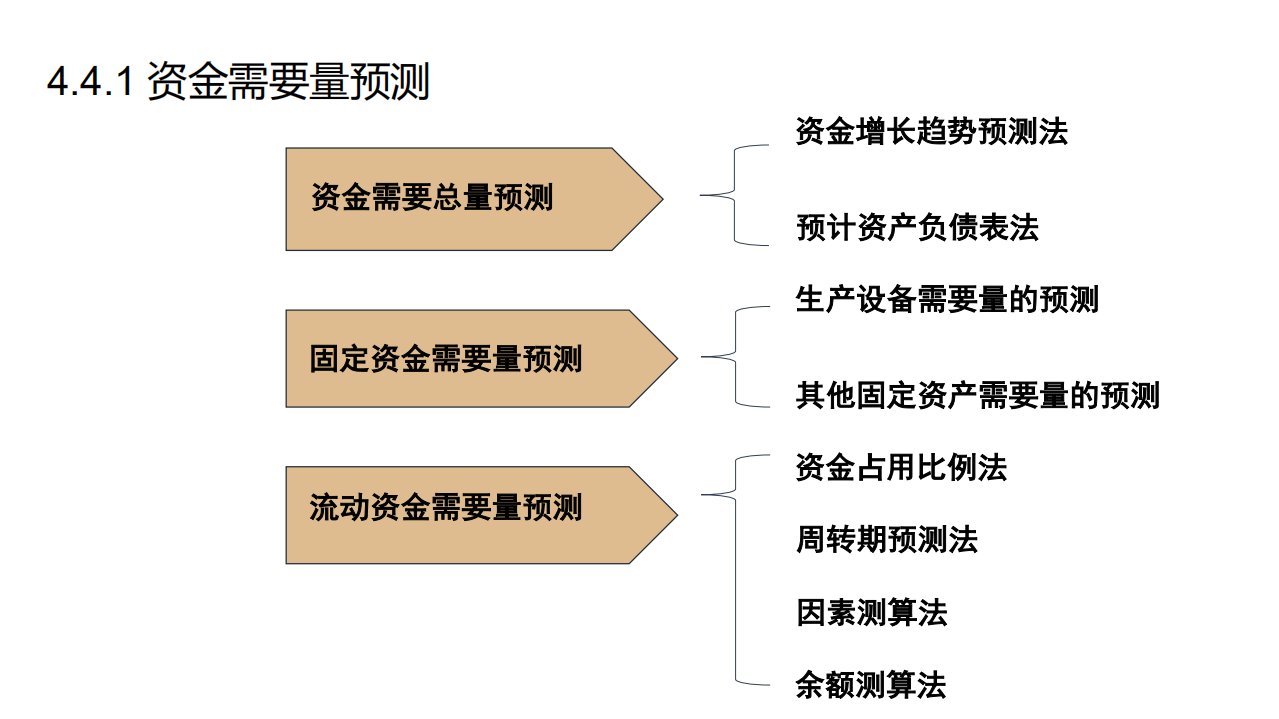 4.4.1 资金需要量预测
资金需要总量预测
资金增长趋势预测法
预计资产负债表法
固定资金需要量预测
生产设备需要量的预测
其他固定资产需要量的预测
流动资金需要量预测
资金占用比例法
周转期预测法
因素测算法
余额测算法